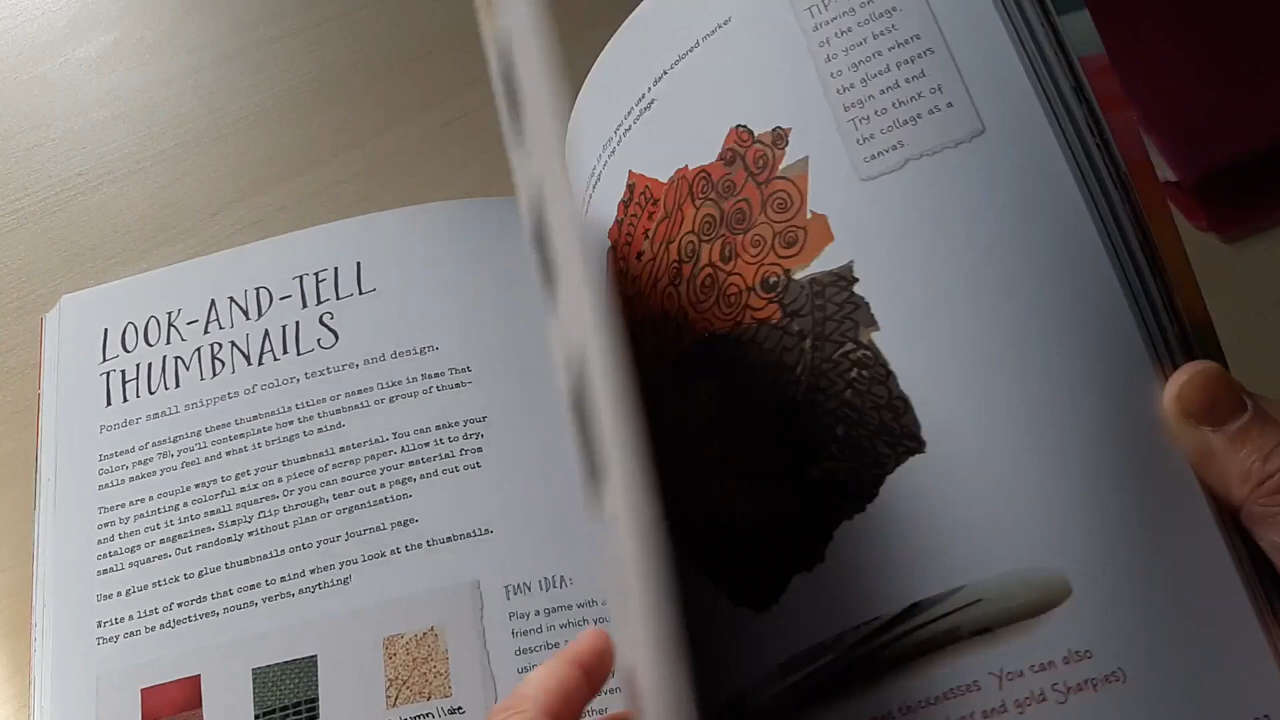 LOOK-AND-TELL
THUMBNAILS
Ponder small snippets of color, texture, and design.
Instead of assigning these thumbnails titles or names (like in Name That
Color, page 78), you'll contemplate how the thumbnail or group of thumb-
nails makes you feel and what it brings to mind.
There are a couple ways to get your thumbnail material. You can make your
own by painting a colorful mix on a piece of scrap paper. Allow it to dry,
and then cut it into small squares. Or you can source your material from
catalogs or magazines. Simply flip through, tear out a page, and cut out
small squares. Cut randomly without plan or organization.
Use a glue stick to glue thumbnails onto your journal page.
Write a list of words that come to mind when you look at the thumbnails.
They can be adjectives, nouns, verbs, anything!
FUN IDEA:
Play a game with a
friend in which you
describe
even
other
late
is dry, you can use a dark-colored marker
design on top of the collage.
TIP:
drawing on
of the collage,
do your best
to ignore where
the glued papers
begin and end.
Try to think of
the collage as a
canvas.
thicknesses You can also
and gold Sharpies)